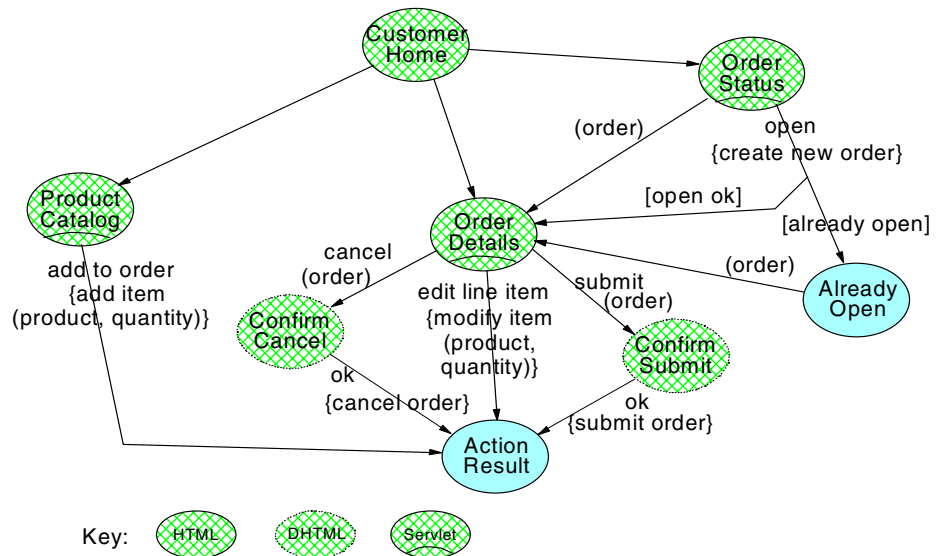 Customer
Home
Order
Status
(order)
open
{create new order}
Product
Catalog
[open ok]
Order
Details
[already open]
add to order
{add item
(product, quantity)}
cancel
(order)
edit line item
{modify item
(product,
quantity)}
submit
(order)
(order)
Already
Open
Confirm
Cancel
Confirm
Submit
ok
{cancel order}
ok
{submit order}
Action
Result
Key:
HTML
DHTML
Servlet